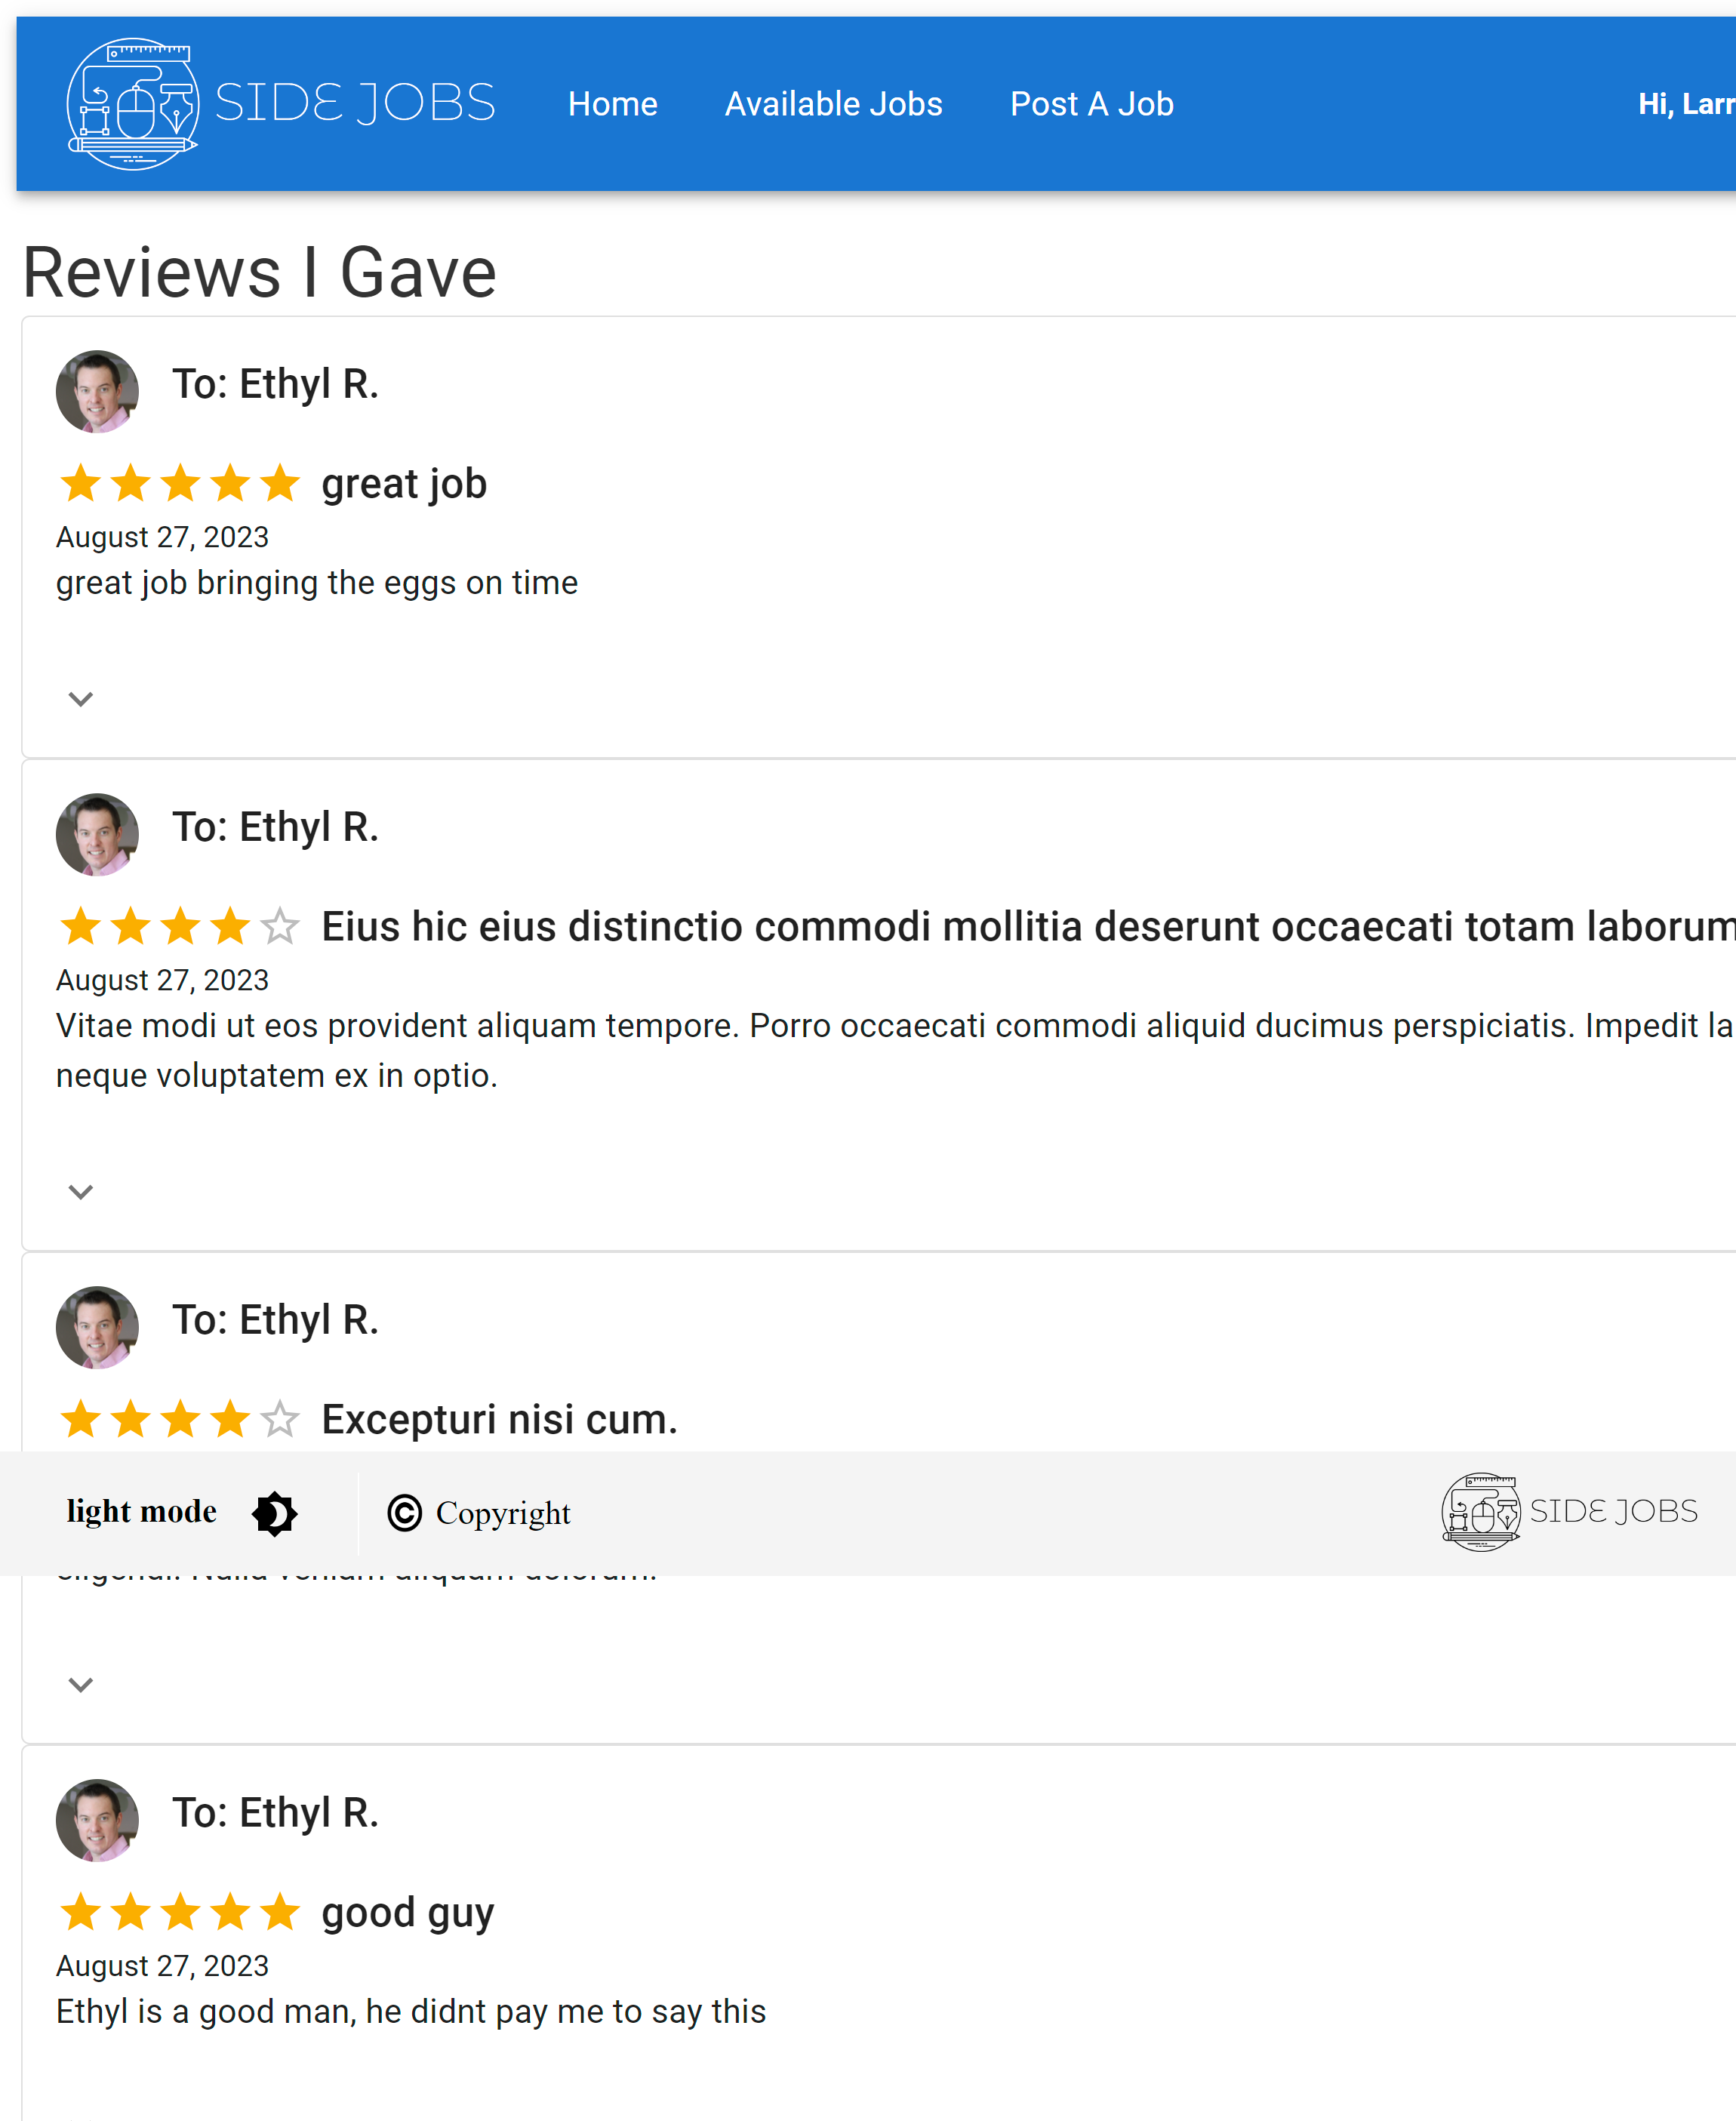 SIDE JOBS
Home
Available Jobs
Post A Job
Hi, Larr
Reviews I Gave
To: Ethyl R.
great job
August 27, 2023
great job bringing the eggs on time
To: Ethyl R.
Eius hic eius distinctio commodi mollitia deserunt occaecati totam laborum
August 27, 2023
Vitae modi ut eos provident aliquam tempore. Porro occaecati commodi aliquid ducimus perspiciatis. Impedit la
neque voluptatem ex in optio.
To: Ethyl R.
Excepturi nisi cum.
light mode
© Copyright
SIDE JOBS
To: Ethyl R.
good guy
August 27, 2023
Ethyl is a good man, he didnt pay me to say this